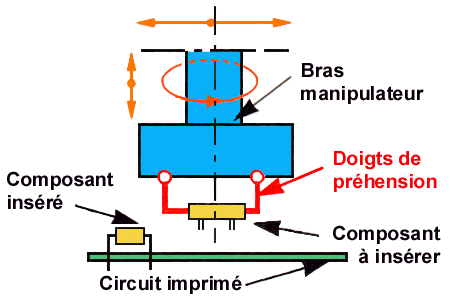 Bras
manipulateur
Doigts de
préhension
Composant
inséré
Composant
à insérer
Circuit imprimé